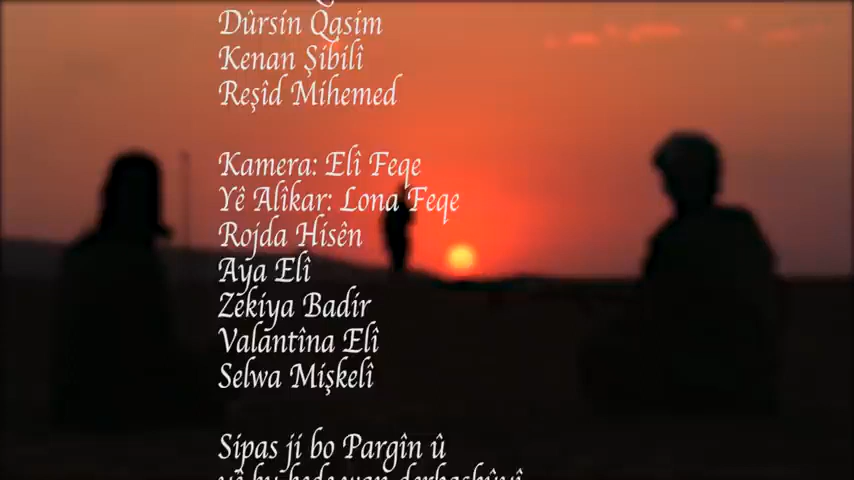 Dûrsin Qasim
Kenan Şibilî
Reşîd Mihemed
Kamera: Elî Feqe
Yê Alîkar: Lona Feqe
Rojda Hisên
Aya Elî
Zekiya Badir
Valantîna Elî
Selwa Mişkelî
Sipas ji bo Pargîn û